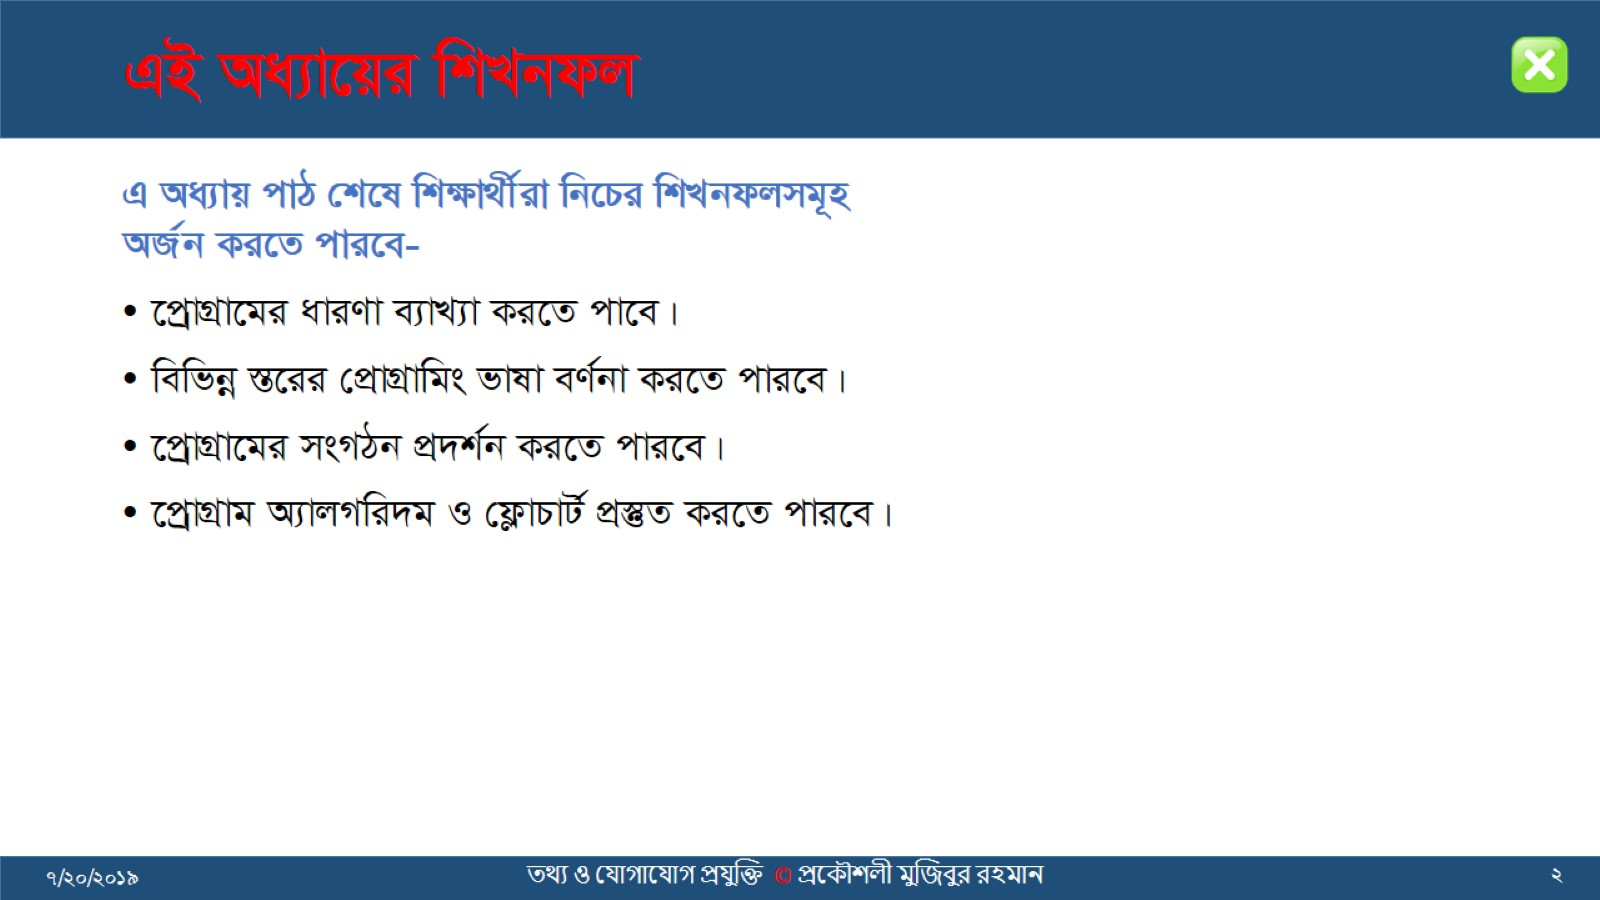 এই অধ্যায়ের শিখনফল
এ অধ্যায় পাঠ শেষে শিক্ষার্থীরা নিচের শিখনফলসমূহ
অর্জন করতে পারবে-
• প্রোগ্রামের ধারণা ব্যাখ্যা করতে পাবে।
• বিভিন্ন স্তরের প্রোগ্রামিং ভাষা বর্ণনা করতে পারবে।
• প্রোগ্রামের সংগঠন প্রদর্শন করতে পারবে।
• প্রোগ্রাম অ্যালগরিদম ও ফ্লোচার্ট প্রস্তুত করতে পারবে।
৭/২০/২০১৯ তথ্য ও যোগাযোগ প্রযুক্তি © প্রকৌশলী মুজিবুর রহমান ২